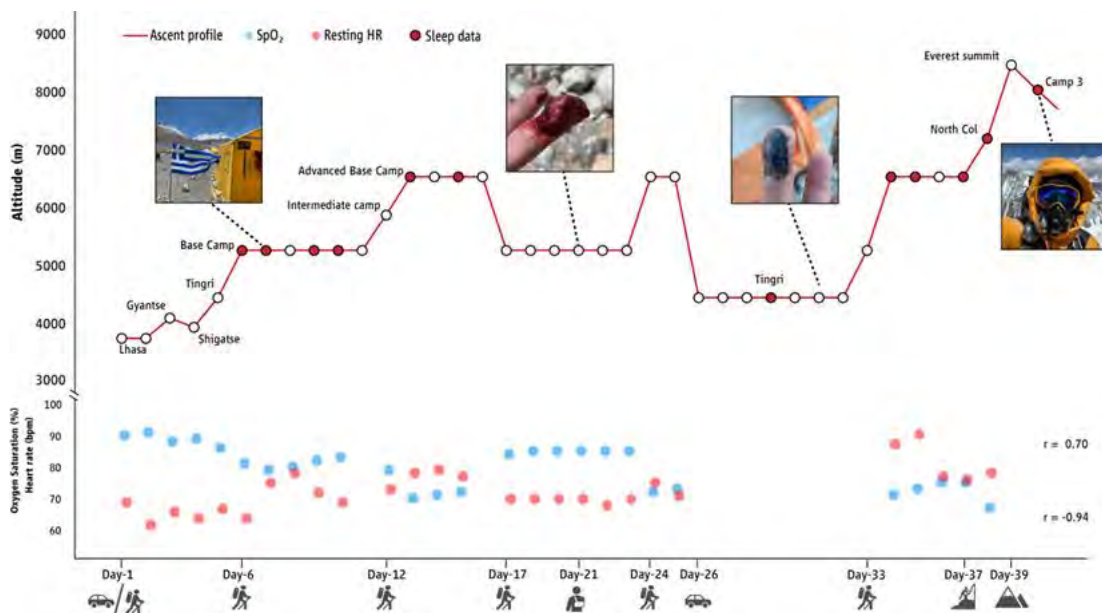 9000
8000
7000
6000
5000
4000
3000
Altitude (m)
Ascent profile
SpO₂
Resting HR
Sleep data
Everest summit
Camp 3
North Col
Advanced Base Camp
Intermediate camp
Base Camp
Tingri
Tingri
Gyantse
Shigatse
Lhasa
100
90
80
70
60
Oxygen Saturation (%)
Heart rate (bpm)
r = 0.70
r = -0.94
Day-1 Day-6 Day-12 Day-17 Day-21 Day-24 Day-26 Day-33 Day-37 Day-39